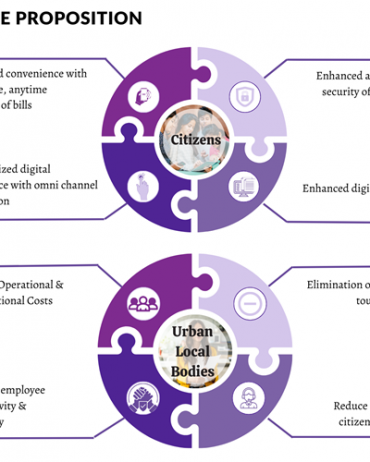 E PROPOSITION
d convenience with
e, anytime
of bills
Enhanced a
security of
Citizens
ized digital
ce with omni channel
on
Enhanced digi
Operational &
tional Costs
Elimination o
tou
Urban
Local
Bodies
employee
vity &
y
Reduce
citizen